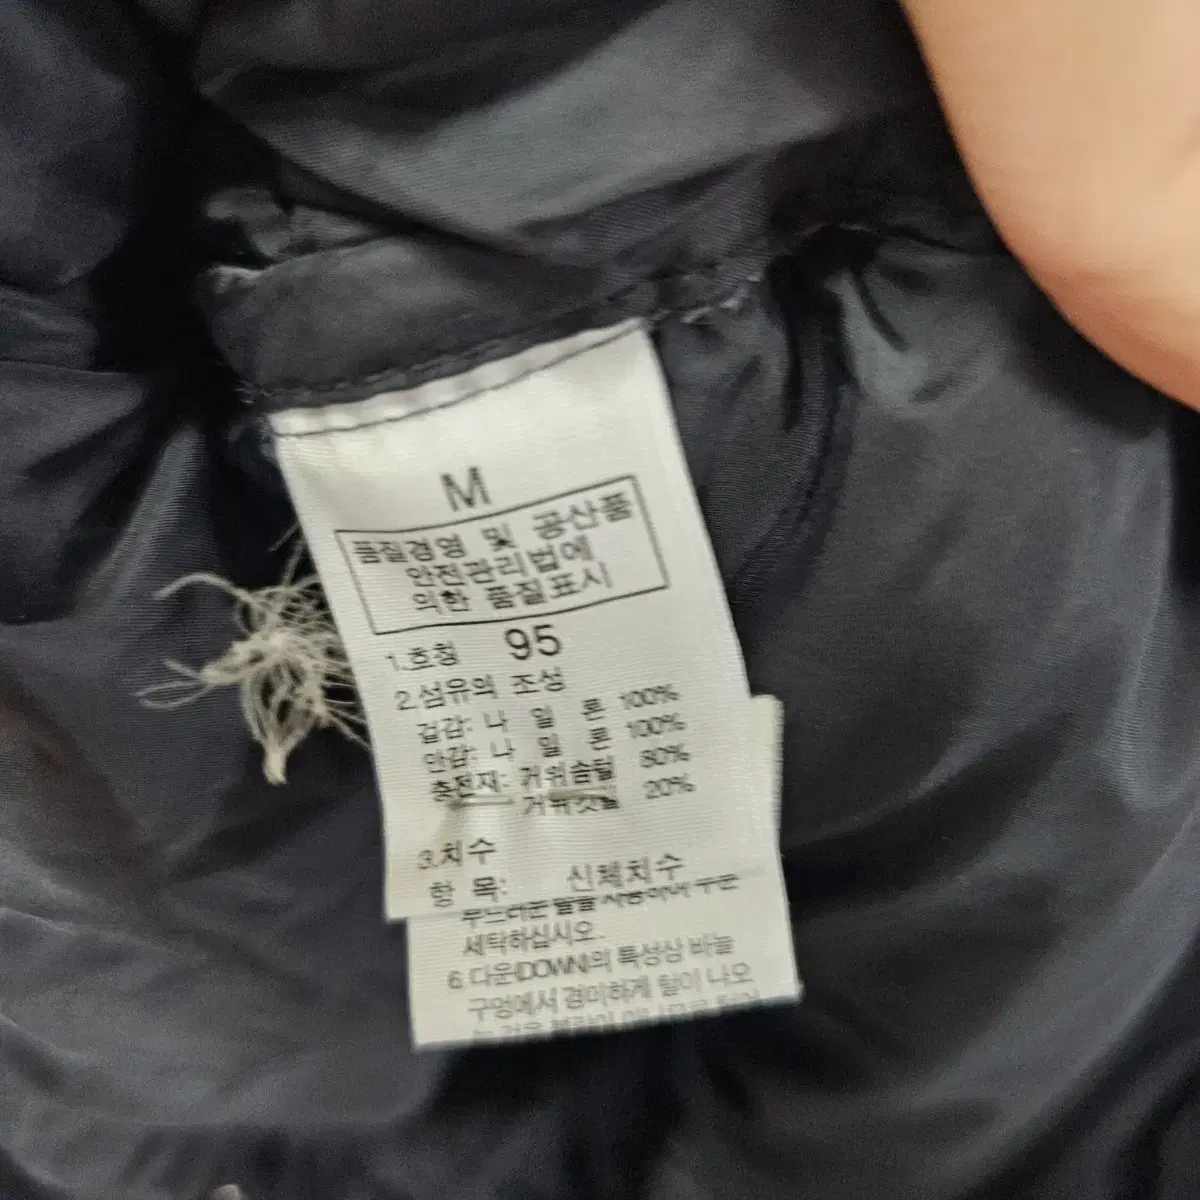 M
품질경영 및 공산품
안전관리법에
의한 품질표시
1.호칭 95
2.섬유의 조성
겉감: 나 일 론 100%
안감: 나 일 론 100%
충전재: 거위솜털 80%
거위깃털 20%
3.치수
항 목: 신체치수
세탁하십시오.
6.다운(DOWN)의 특성상 바늘
구멍에서 경미하게 털이 나오